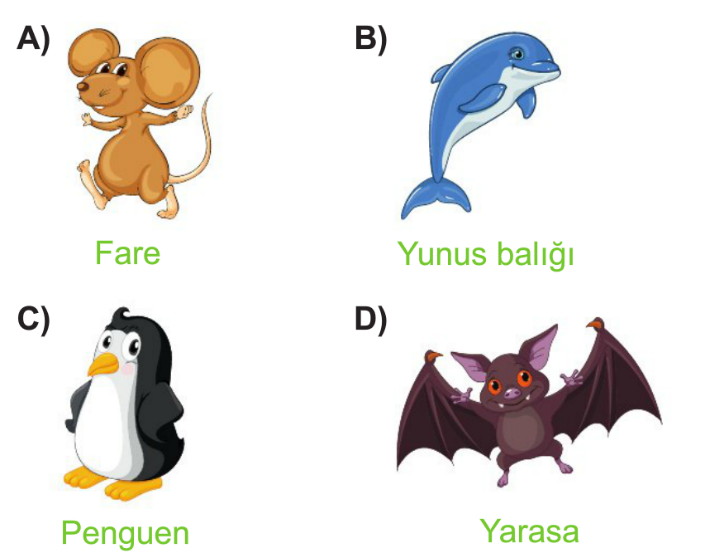 A)
B)
Fare
Yunus balığı
C)
D)
Penguen
Yarasa